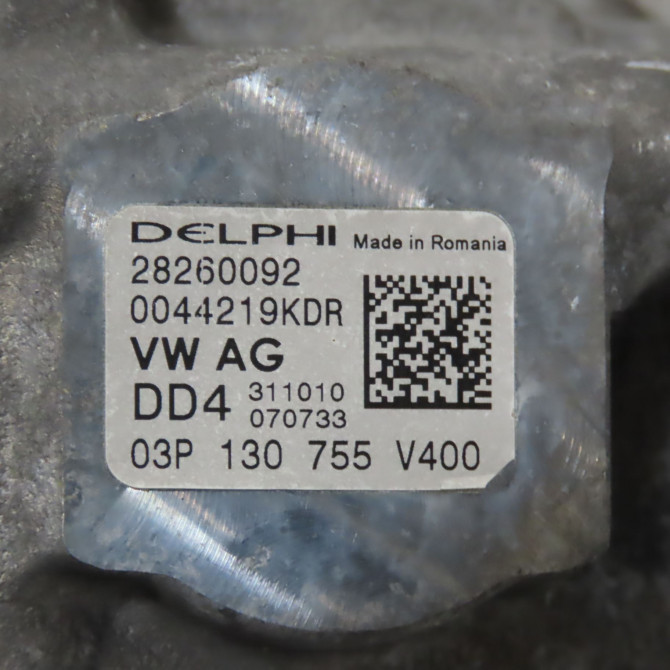 DELPHI Made in Romania
28260092
0044219KDR
VW AG
DD4 311010
070733
03P 130 755 V400